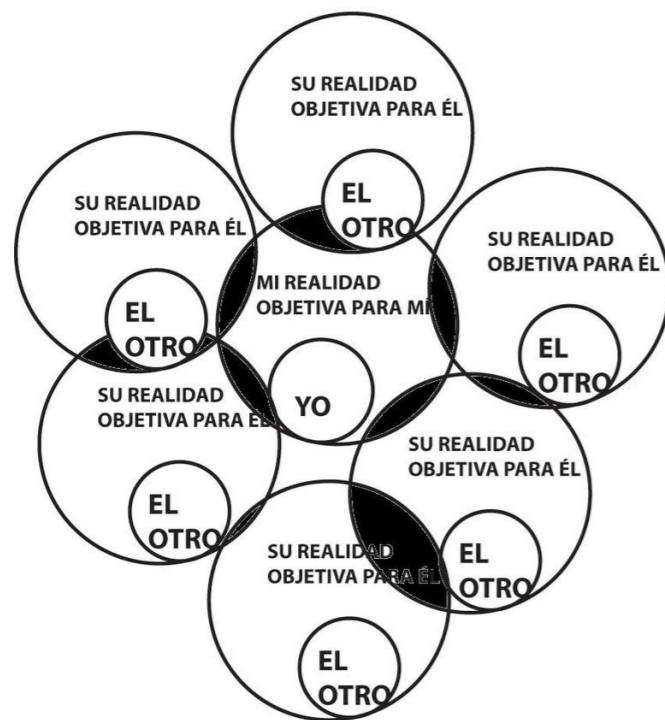 SU REALIDAD
OBJETIVA PARA ÉL
EL
OTRO
SU REALIDAD
OBJETIVA PARA ÉL
EL
OTRO
SU REALIDAD
OBJETIVA PARA ÉL
EL
OTRO
MI REALIDAD
OBJETIVA PARA MI
YO
SU REALIDAD
OBJETIVA PARA ÉL
EL
OTRO
SU REALIDAD
OBJETIVA PARA ÉL
EL
OTRO
SU REALIDAD
OBJETIVA PARA ÉL
EL
OTRO